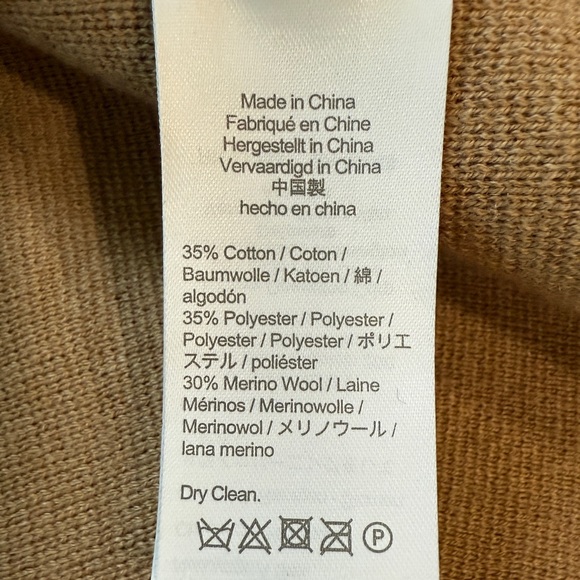 Made in China
Fabriqué en Chine
Hergestellt in China
Vervaardigd in China
中国製
hecho en china
35% Cotton / Coton /
Baumwolle / Katoen / 綿 /
algodón
35% Polyester / Polyester /
Polyester / Polyester / ポリエ
ステル / poliéster
30% Merino Wool / Laine
Mérinos / Merinowolle /
Merinowol / メリノウール /
lana merino
Dry Clean.
P